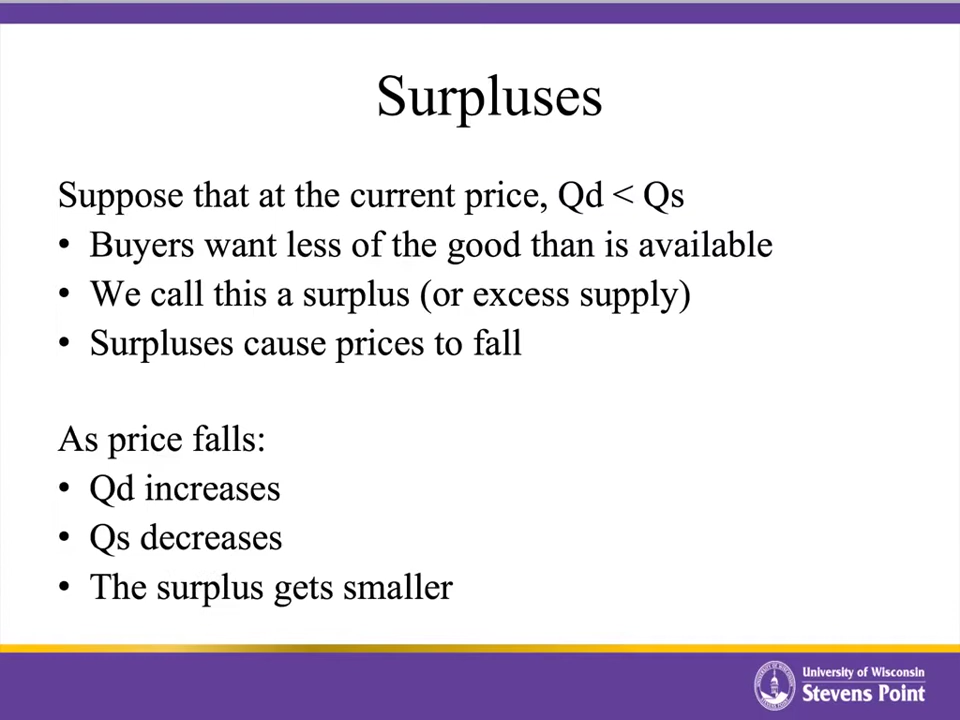 Surpluses
Suppose that at the current price, Qd < Qs
• Buyers want less of the good than is available
• We call this a surplus (or excess supply)
• Surpluses cause prices to fall
As price falls:
• Qd increases
• Qs decreases
• The surplus gets smaller
University of Wisconsin
Stevens Point